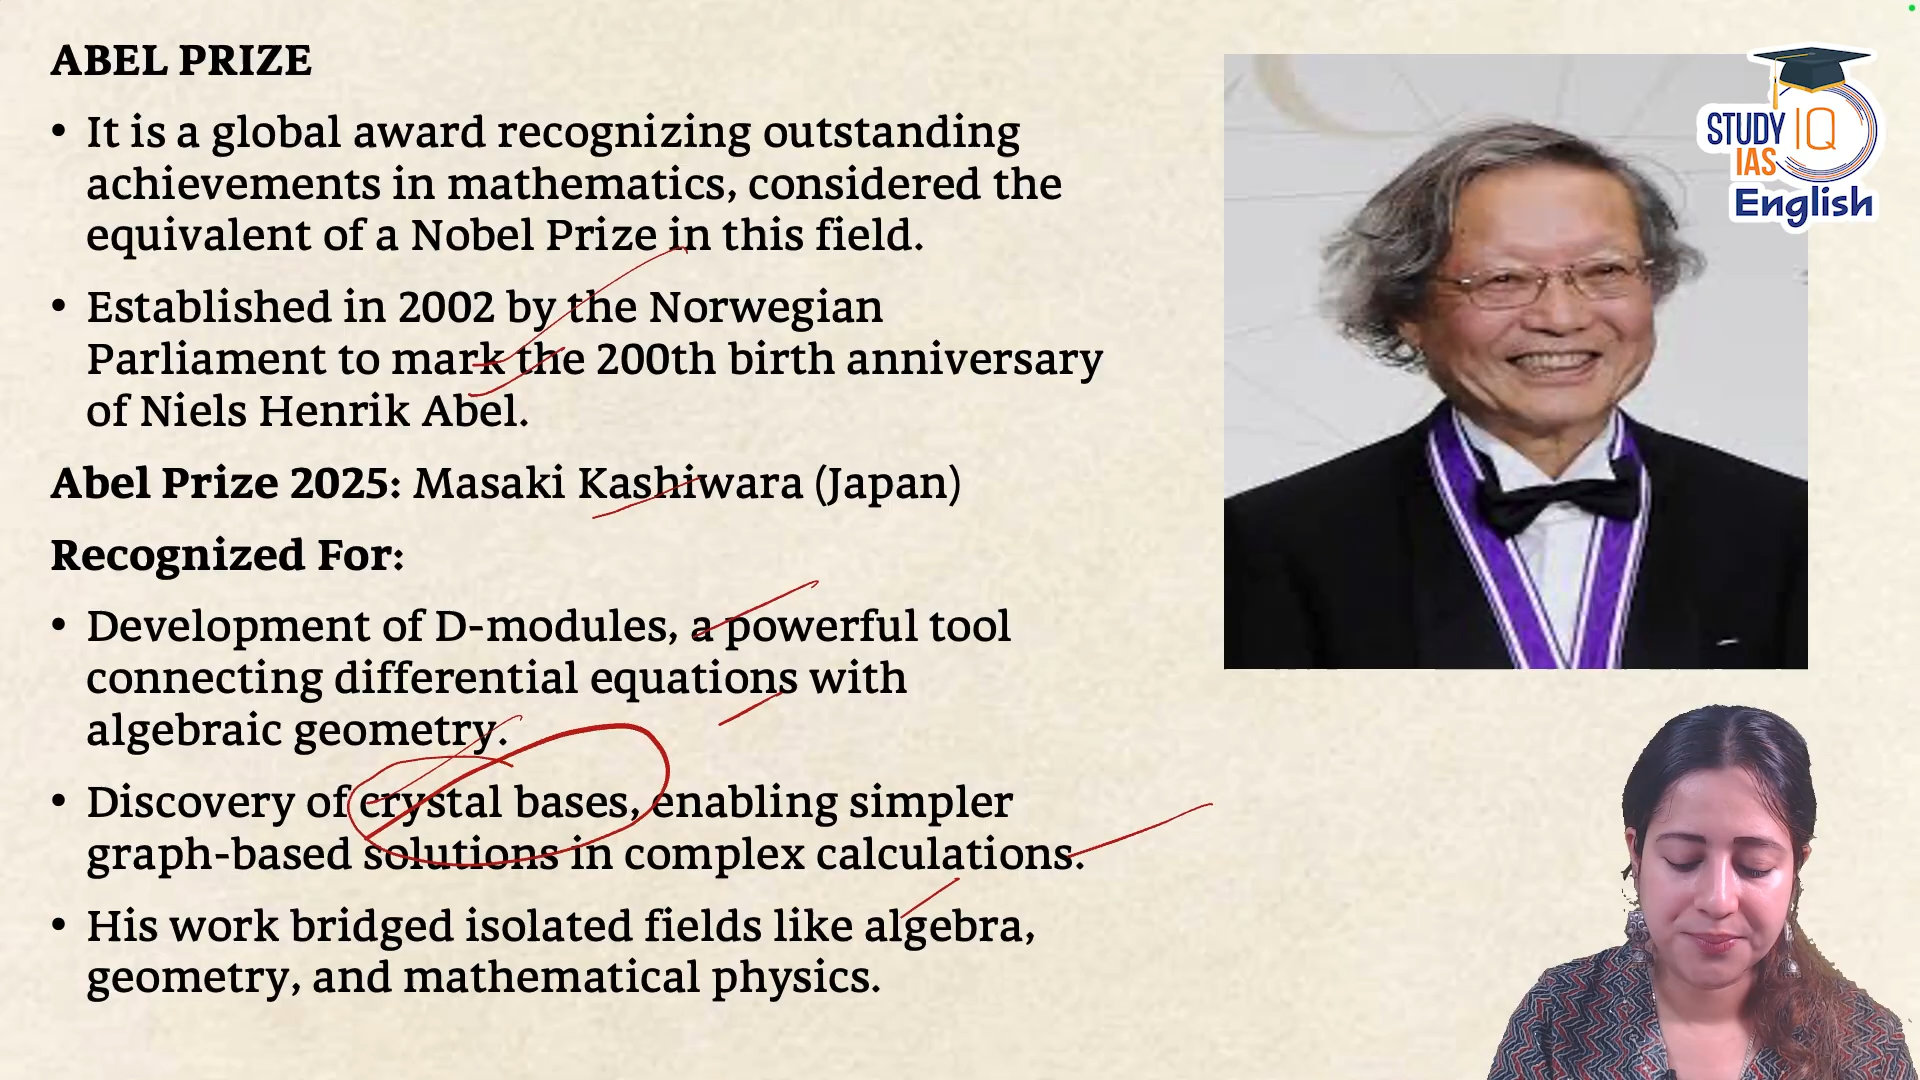 ABEL PRIZE
• It is a global award recognizing outstanding
achievements in mathematics, considered the
equivalent of a Nobel Prize in this field.
• Established in 2002 by the Norwegian
Parliament to mark the 200th birth anniversary
of Niels Henrik Abel.
Abel Prize 2025: Masaki Kashiwara (Japan)
Recognized For:
• Development of D-modules, a powerful tool
connecting differential equations with
algebraic geometry.
• Discovery of crystal bases, enabling simpler
graph-based solutions in complex calculations.
• His work bridged isolated fields like algebra,
geometry, and mathematical physics.
STUDY IQ
IAS
English